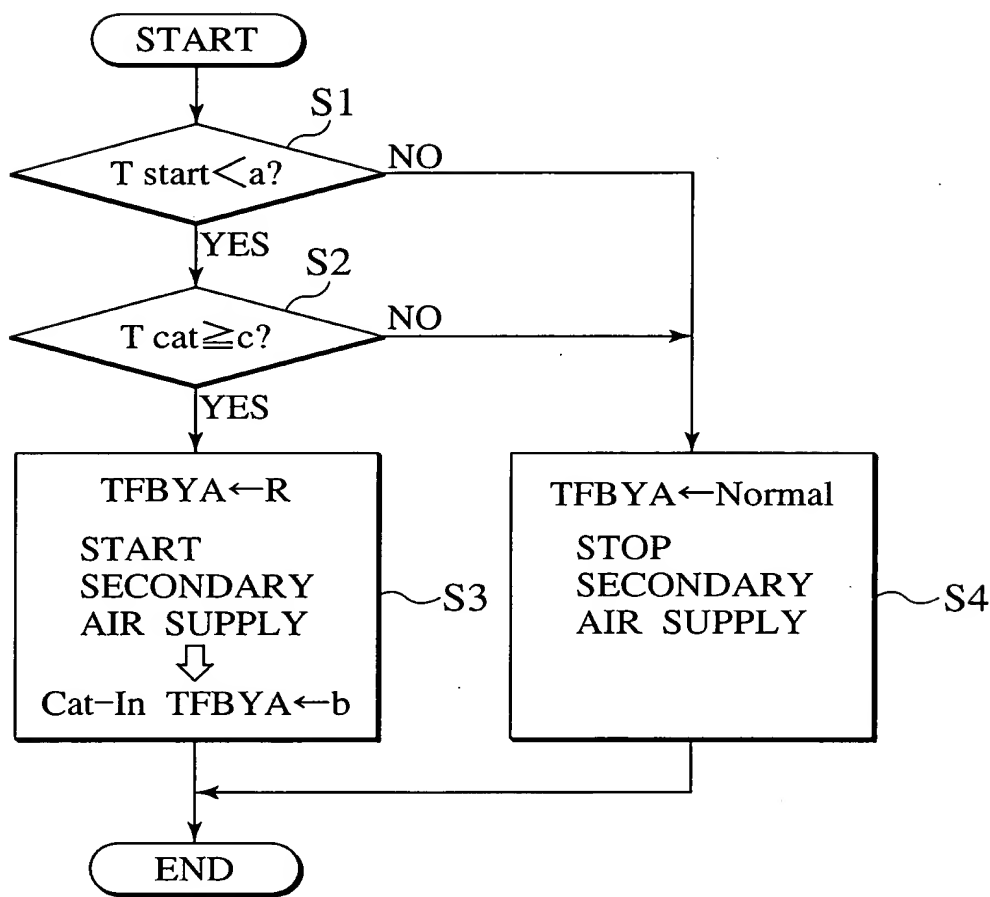 START
S1
T start<a?
NO
YES
S2
T cat≧c?
NO
YES
TFBYA←R
START
SECONDARY
AIR SUPPLY
Cat-In TFBYA←b
S3
TFBYA←Normal
STOP
SECONDARY
AIR SUPPLY
S4
END